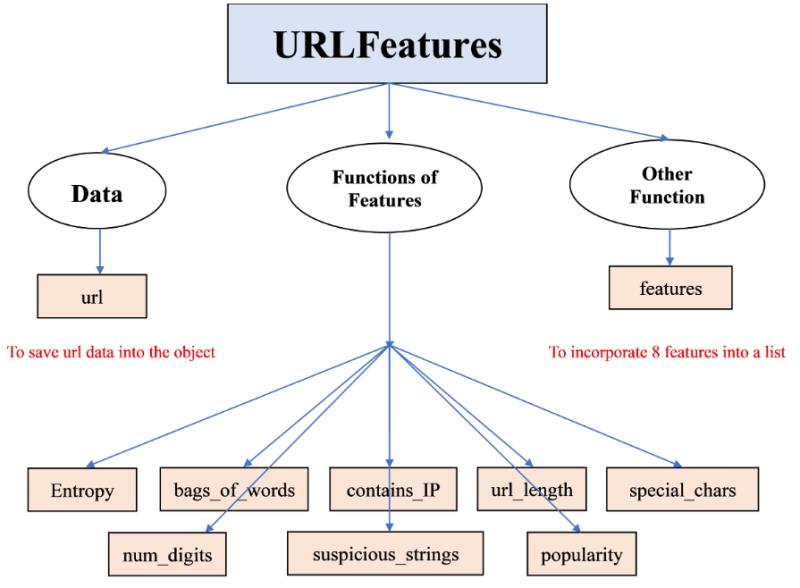 URLFeatures
Data
Functions of
Features
Other
Function
url
features
To save url data into the object
To incorporate 8 features into a list
Entropy
bags_of_words
contains_IP
url_length
special_chars
num_digits
suspicious_strings
popularity